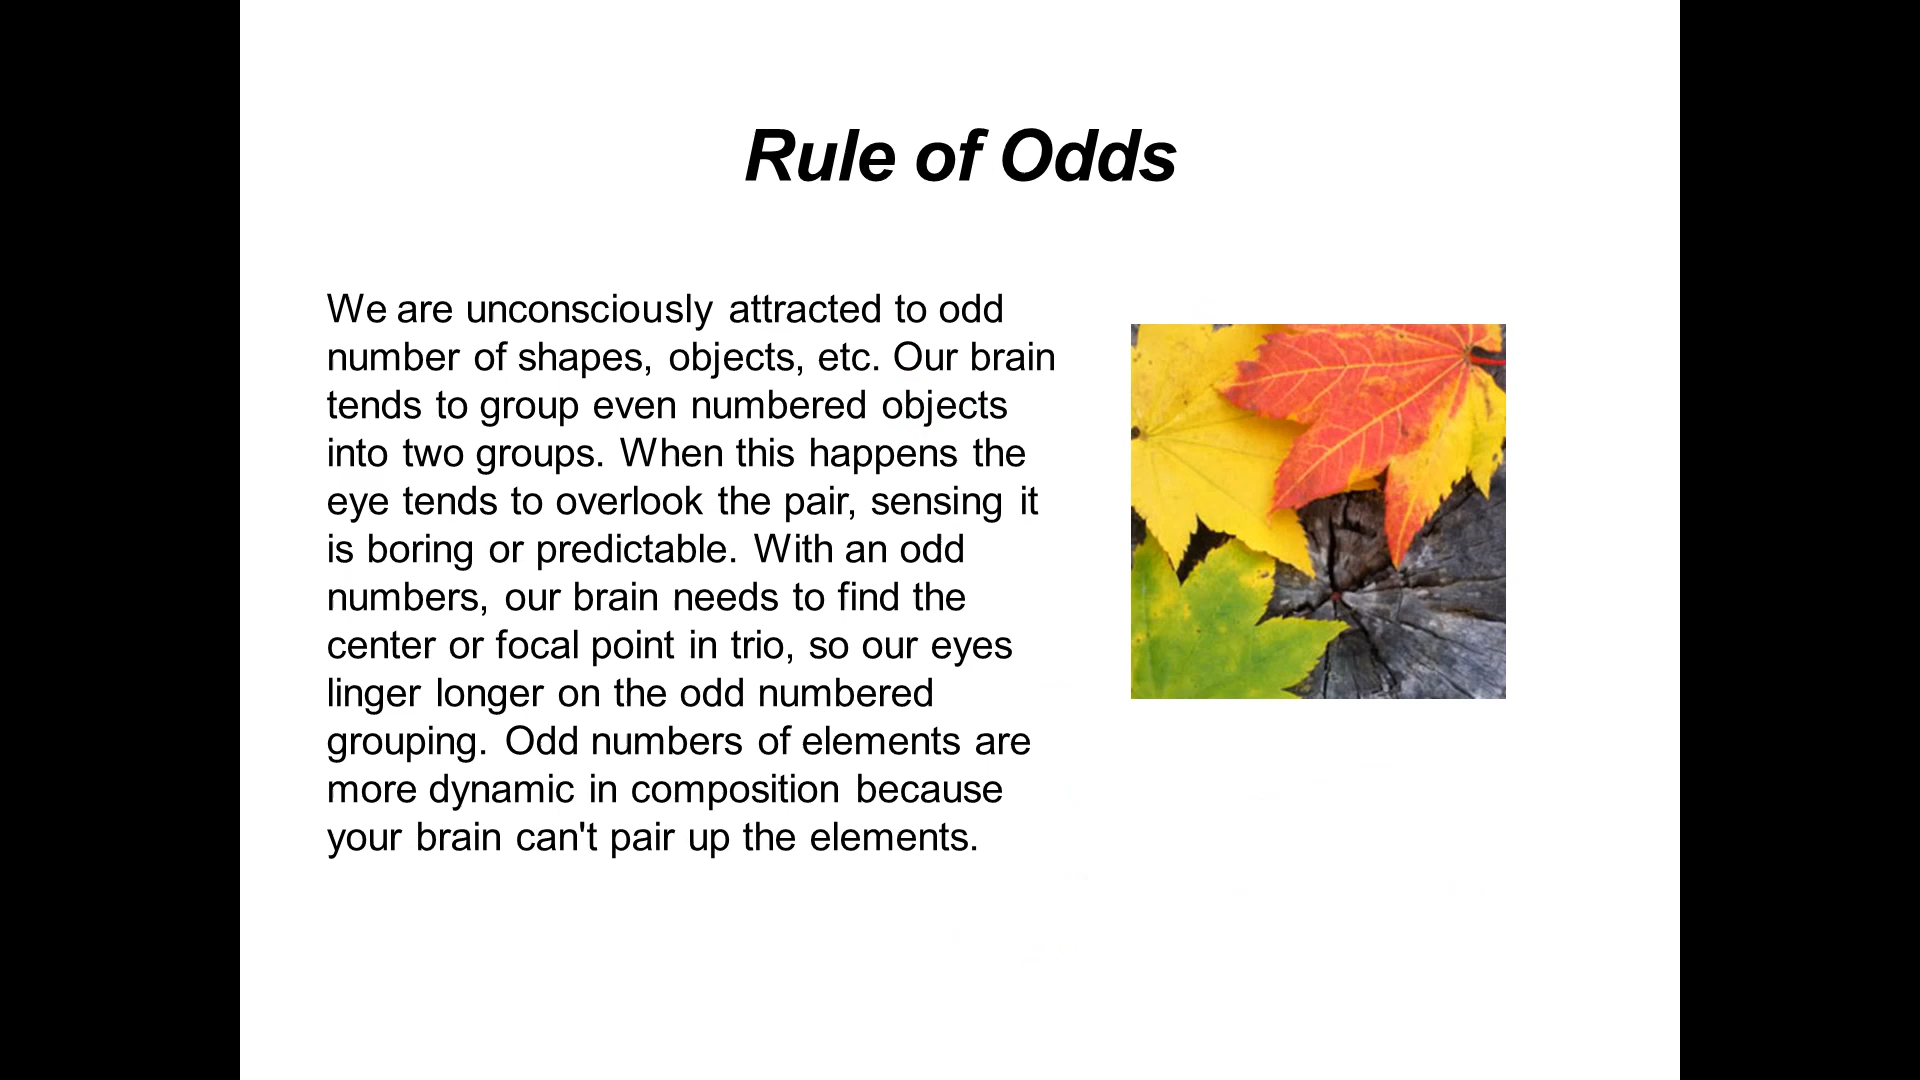 Rule of Odds
We are unconsciously attracted to odd
number of shapes, objects, etc. Our brain
tends to group even numbered objects
into two groups. When this happens the
eye tends to overlook the pair, sensing it
is boring or predictable. With an odd
numbers, our brain needs to find the
center or focal point in trio, so our eyes
linger longer on the odd numbered
grouping. Odd numbers of elements are
more dynamic in composition because
your brain can't pair up the elements.